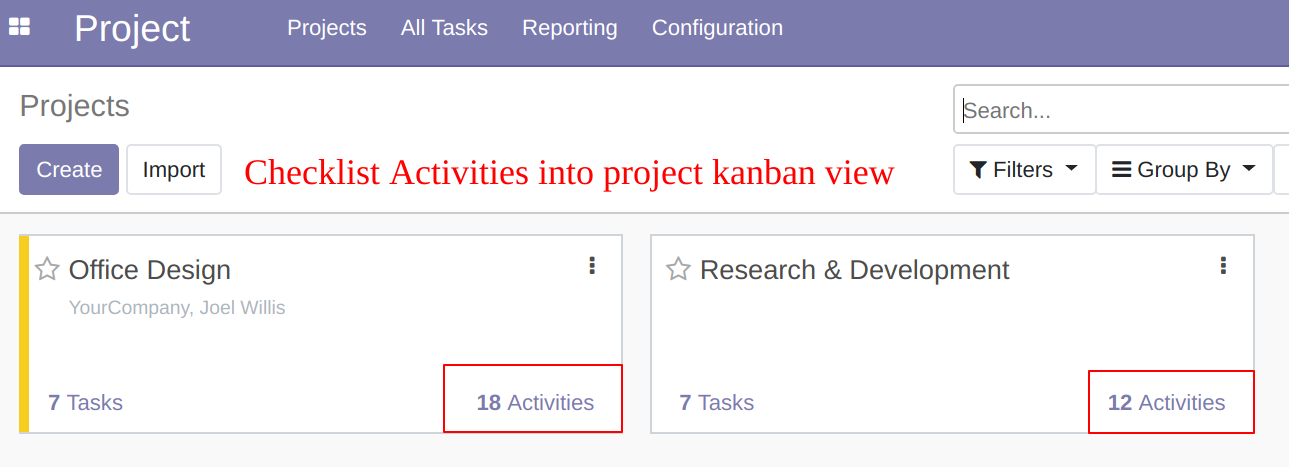 Project Projects All Tasks Reporting Configuration
Projects
Search...
Create Import Checklist Activities into project kanban view Filters Group By
Office Design
YourCompany, Joel Willis
7 Tasks 18 Activities
Research & Development
7 Tasks 12 Activities